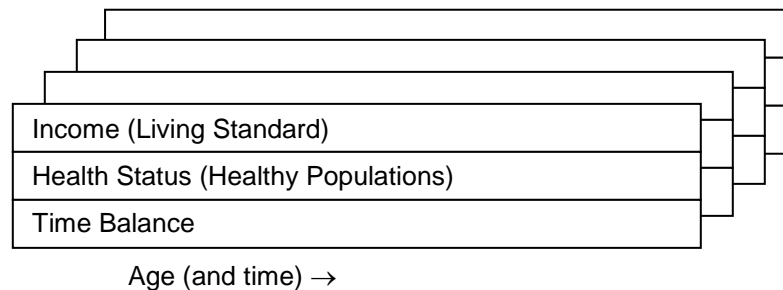 Income (Living Standard)
Health Status (Healthy Populations)
Time Balance
Age (and time) →